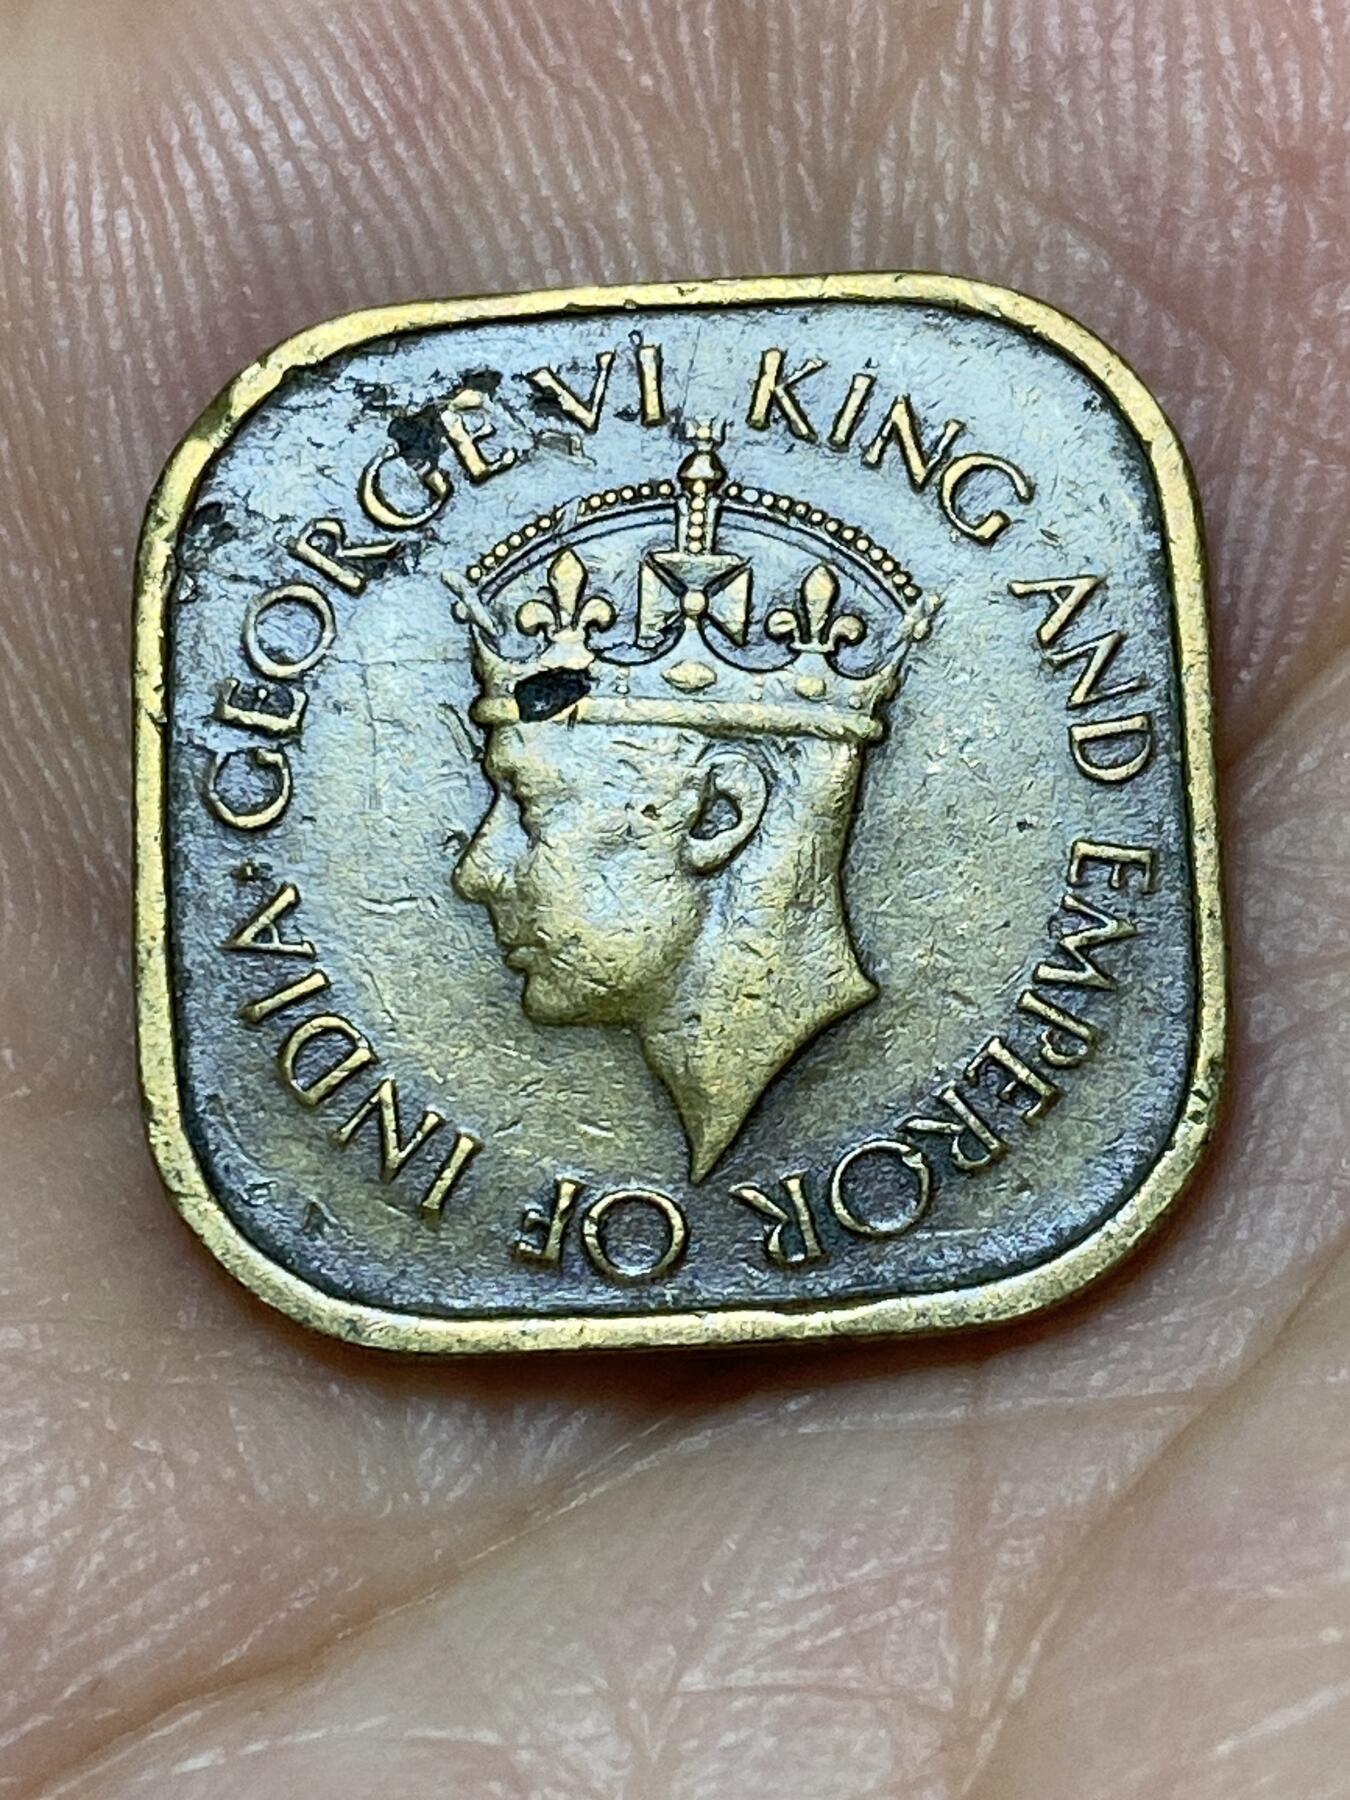 GEORGE VI KING AND EMPEROR OF INDIA·